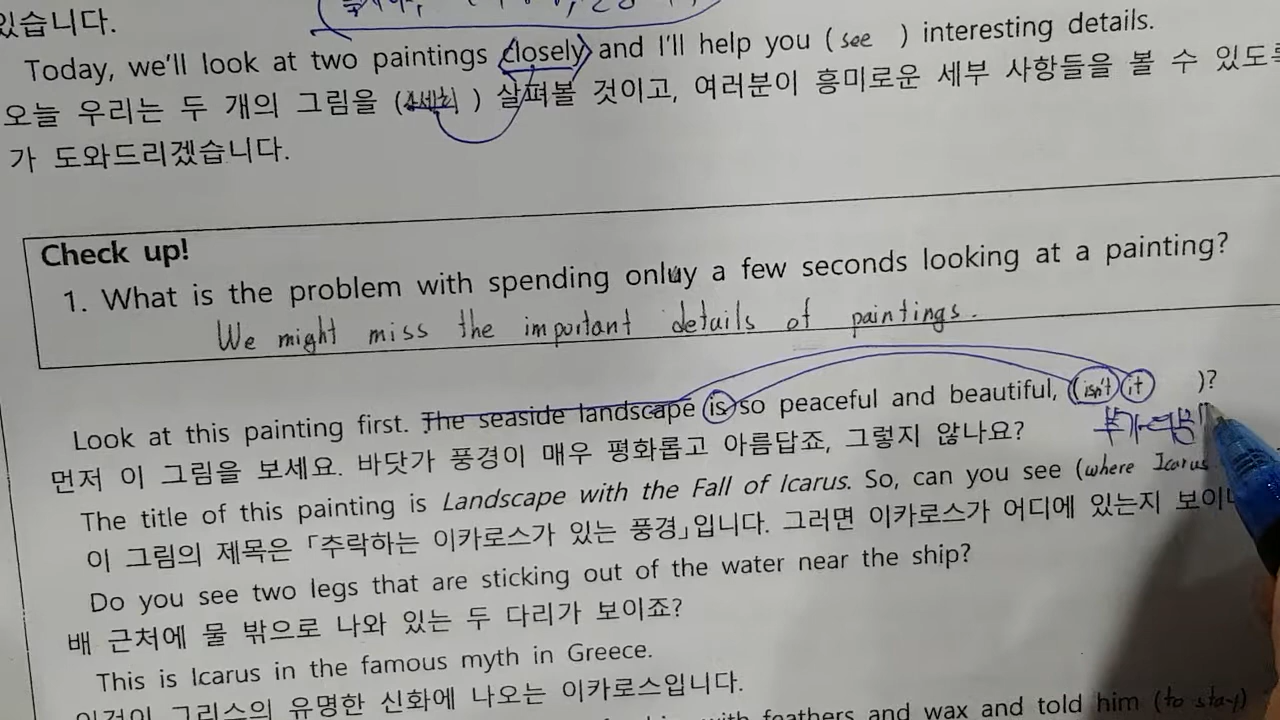 있습니다.
Today, we'll look at two paintings closely and I'll help you ( see ) interesting details.
오늘 우리는 두 개의 그림을 (자세히 ) 살펴볼 것이고, 여러분이 흥미로운 세부 사항들을 볼 수 있도록
가 도와드리겠습니다.
Check up!
1. What is the problem with spending onluy a few seconds looking at a painting?
We might miss the important details of paintings.
Look at this painting first. The seaside landscape is so peaceful and beautiful, (isn't it )?
먼저 이 그림을 보세요. 바닷가 풍경이 매우 평화롭고 아름답죠, 그렇지 않나요?
The title of this painting is Landscape with the Fall of Icarus. So, can you see (where Icarus
이 그림의 제목은 「추락하는 이카로스가 있는 풍경」입니다. 그러면 이카로스가 어디에 있는지 보이
Do you see two legs that are sticking out of the water near the ship?
배 근처에 물 밖으로 나와 있는 두 다리가 보이죠?
This is Icarus in the famous myth in Greece.
이것이 그리스의 유명한 신화에 나오는 이카로스입니다.
with feathers and wax and told him (to stay)